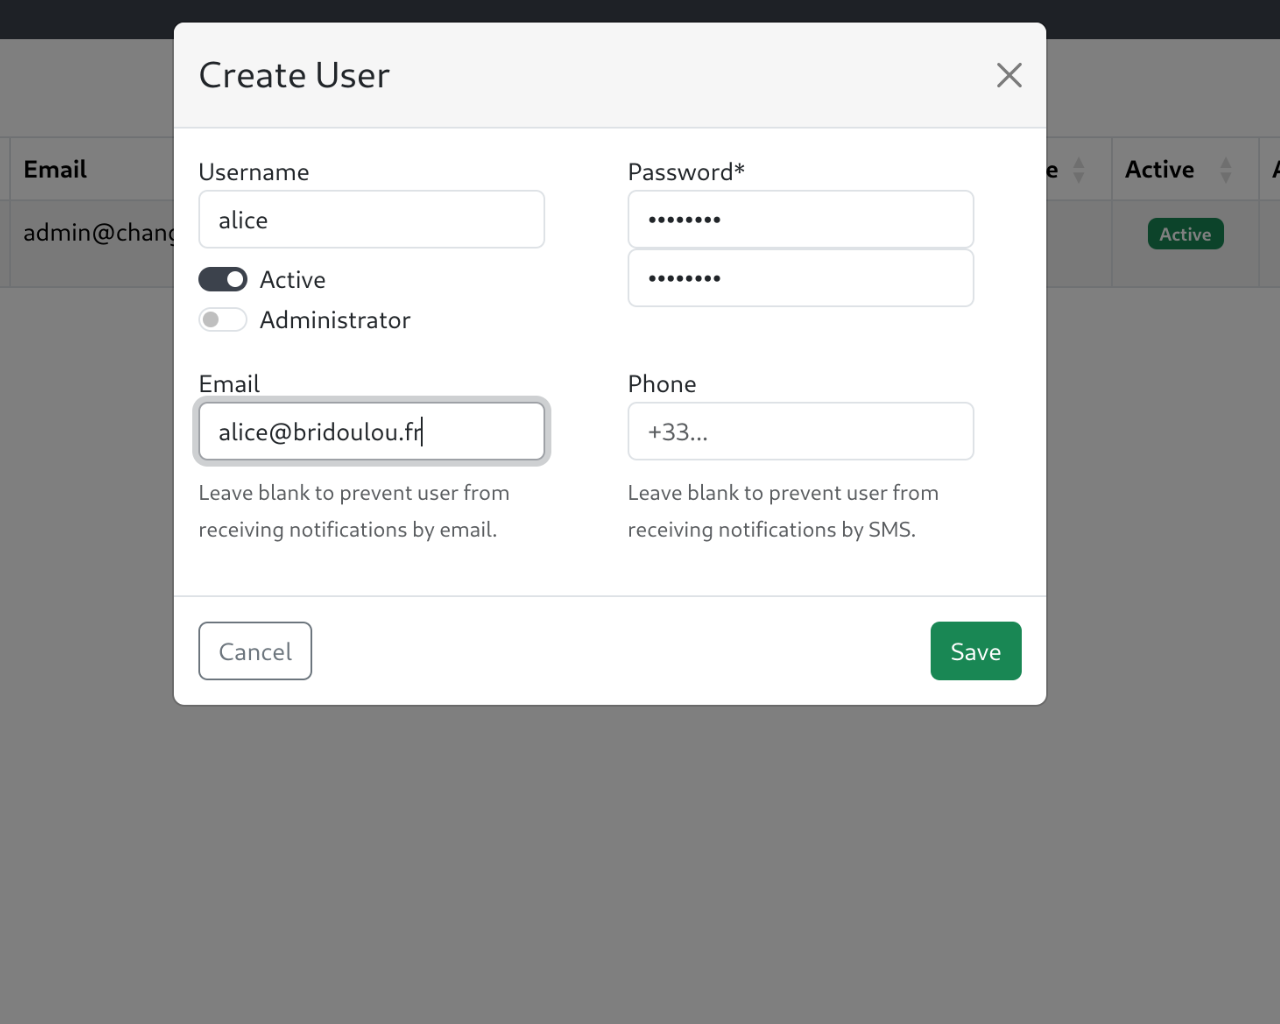 Create User
Email
e
Active
admin@chang
Active
Username
Password*
alice
••••••••
••••••••
Active
Administrator
Email
Phone
alice@bridoulou.fr
+33...
Leave blank to prevent user from
receiving notifications by email.
Leave blank to prevent user from
receiving notifications by SMS.
Cancel
Save